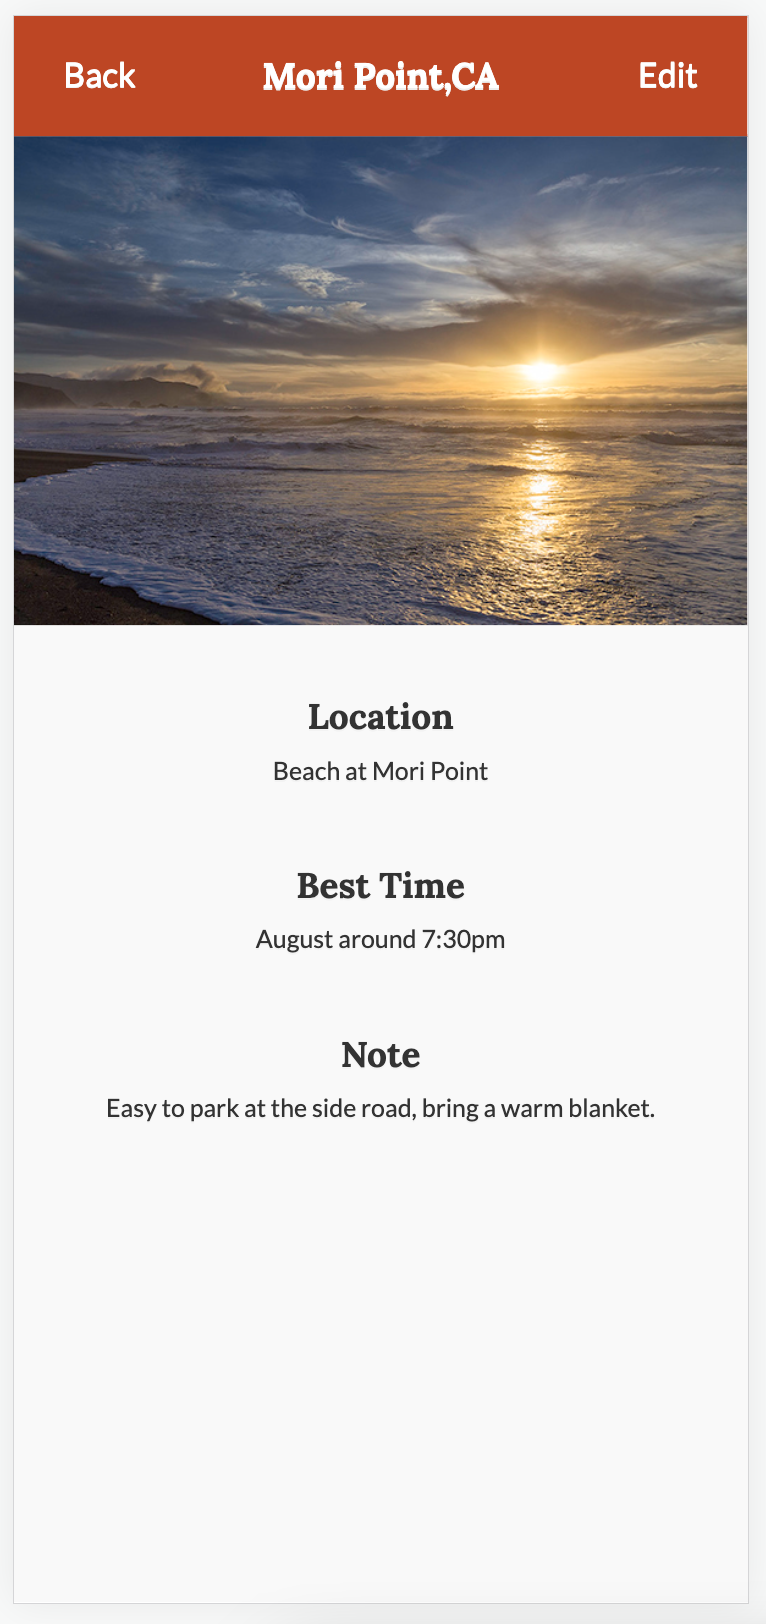 Back
Mori Point,CA
Edit
Location
Beach at Mori Point
Best Time
August around 7:30pm
Note
Easy to park at the side road, bring a warm blanket.